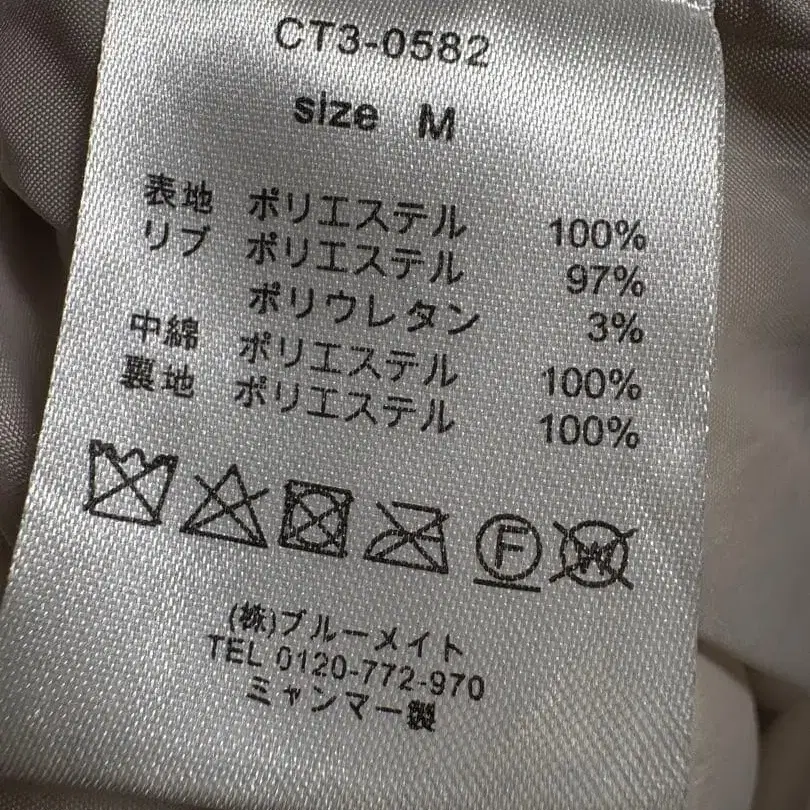 CT3-0582
size M
表地 ポリエステル 100%
リブ ポリエステル 97%
ポリウレタン 3%
中綿 ポリエステル 100%
裏地 ポリエステル 100%
F W
(株)ブルーメイト
TEL 0120-772-970
ミャンマー製